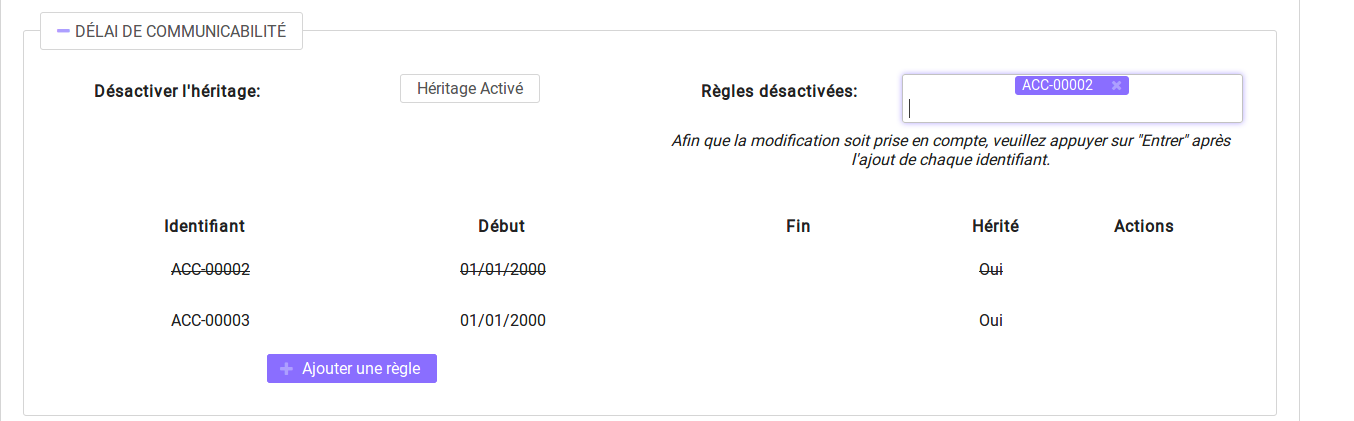 DÉLAI DE COMMUNICABILITÉ
Désactiver l'héritage: Héritage Activé Règles désactivées: ACC-00002
Afin que la modification soit prise en compte, veuillez appuyer sur "Entrer" après
l'ajout de chaque identifiant.
Identifiant Début Fin Hérité Actions
ACC-00002 01/01/2000 Oui
ACC-00003 01/01/2000 Oui
Ajouter une règle